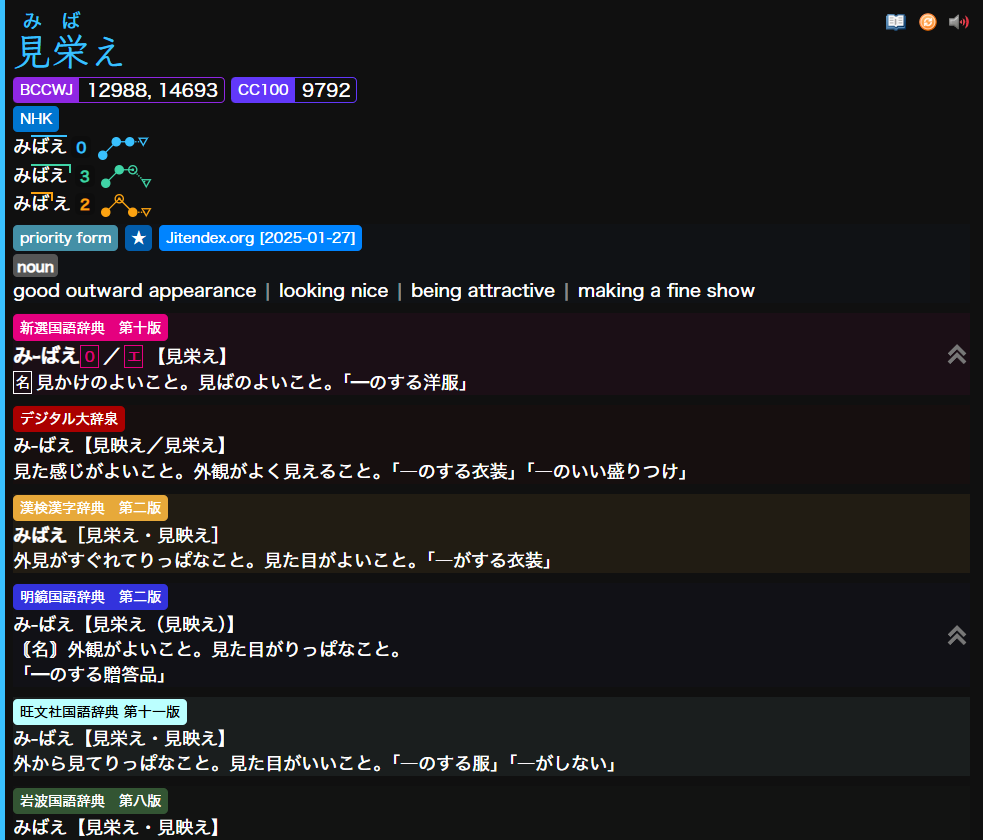 みば
見栄え
BCCWJ 12988, 14693 CC100 9792
NHK
みばえ 0
みばえ 3
みばえ 2
priority form ★ Jitendex.org [2025-01-27]
noun
good outward appearance | looking nice | being attractive | making a fine show
新選国語辞典　第十版
み‐ばえ0／エ【見栄え】
名 見かけのよいこと。見ばのよいこと。「―のする洋服」
デジタル大辞泉
み‐ばえ【見映え／見栄え】
見た感じがよいこと。外観がよく見えること。「―のする衣装」「―のいい盛りつけ」
漢検漢字辞典　第二版
みばえ［見栄え・見映え］
外見がすぐれてりっぱなこと。見た目がよいこと。「―がする衣装」
明鏡国語辞典　第二版
み‐ばえ【見栄え（見映え）】
〘名〙外観がよいこと。見た目がりっぱなこと。
「―のする贈答品」
旺文社国語辞典 第十一版
み‐ばえ【見栄え・見映え】
外から見てりっぱなこと。見た目がいいこと。「―のする服」「―がしない」
岩波国語辞典　第八版
みばえ【見栄え・見映え】